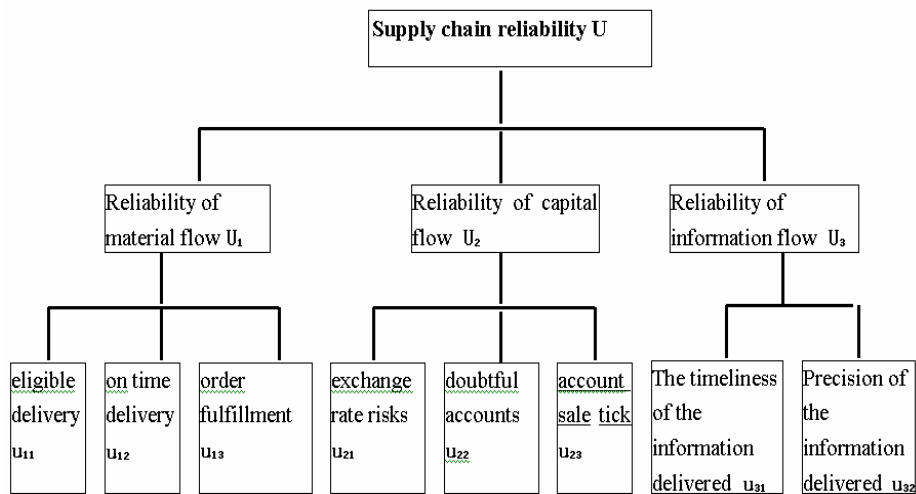 Supply chain reliability U
Reliability of
material flow U₁
Reliability of capital
flow U₂
Reliability of
information flow U₃
eligible
delivery
u₁₁
on time
delivery
u₁₂
order
fulfillment
u₁₃
exchange
rate risks
u₂₁
doubtful
accounts
u₂₂
account
sale tick
u₂₃
The timeliness
of the
information
delivered u₃₁
Precision of
the
information
delivered u₃₂